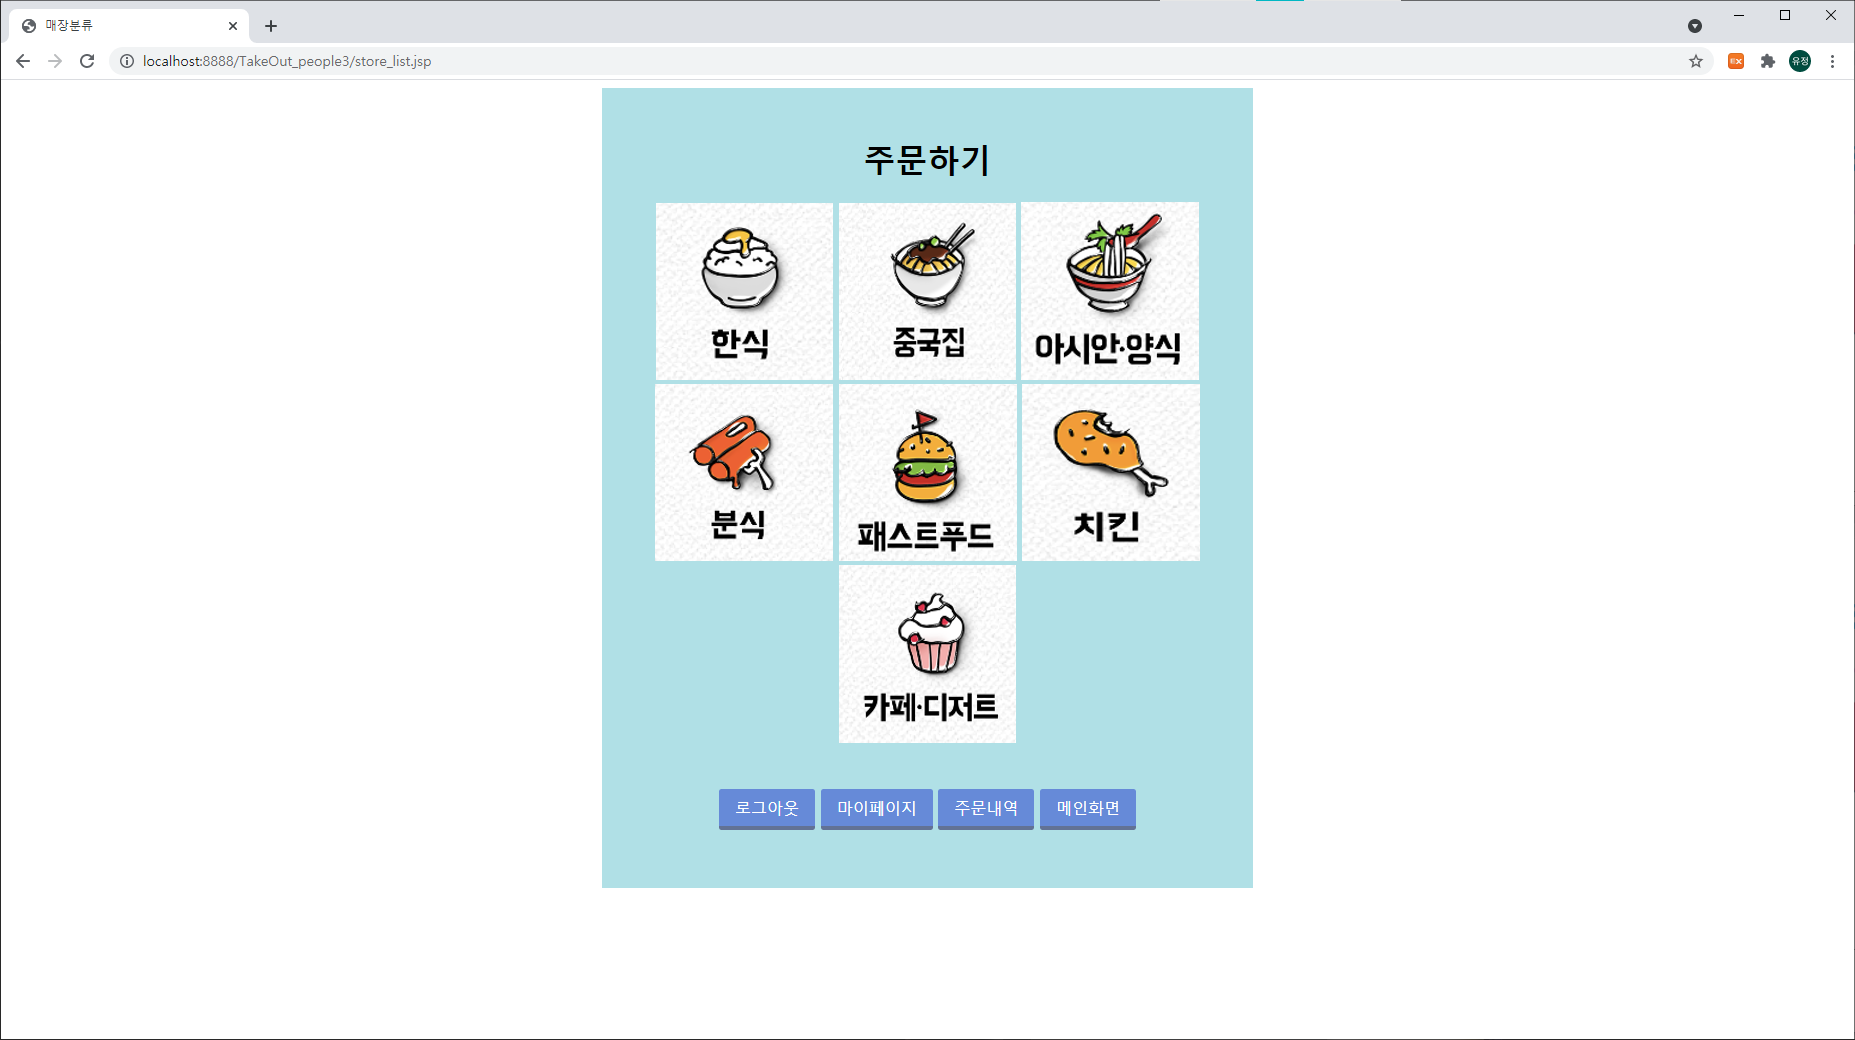 매장분류
localhost:8888/TakeOut_people3/store_list.jsp
유정
주문하기
한식
중국집
아시안·양식
분식
패스트푸드
치킨
카페·디저트
로그아웃 마이페이지 주문내역 메인화면